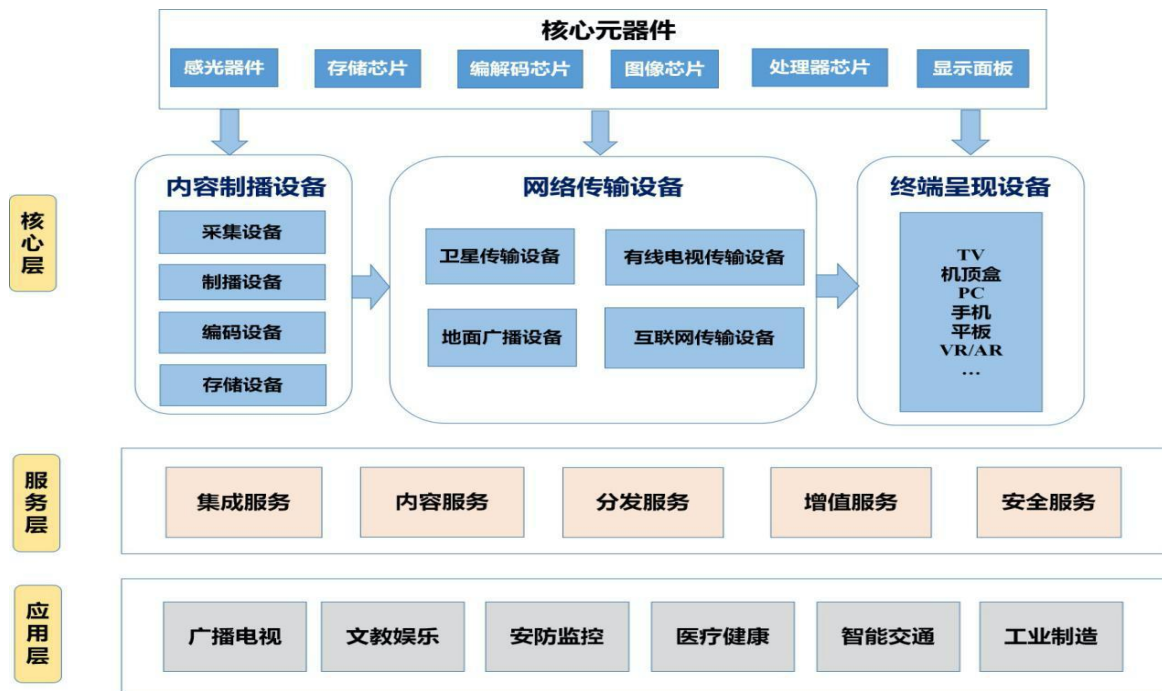 核心元器件
感光器件 存储芯片 编解码芯片 图像芯片 处理器芯片 显示面板
核心层
内容制播设备
采集设备
制播设备
编码设备
存储设备
网络传输设备
卫星传输设备 有线电视传输设备
地面广播设备 互联网传输设备
终端呈现设备
TV
机顶盒
PC
手机
平板
VR/AR
…
服务层
集成服务 内容服务 分发服务 增值服务 安全服务
应用层
广播电视 文教娱乐 安防监控 医疗健康 智能交通 工业制造